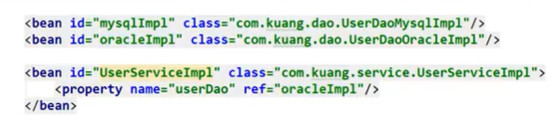 <bean id="mysqlImpl" class="com.kuang.dao.UserDaoMysqlImpl"/>
<bean id="oracleImpl" class="com.kuang.dao.UserDaoOracleImpl"/>
<bean id="UserServiceImpl" class="com.kuang.service.UserServiceImpl">
<property name="userDao" ref="oracleImpl"/>
</bean>